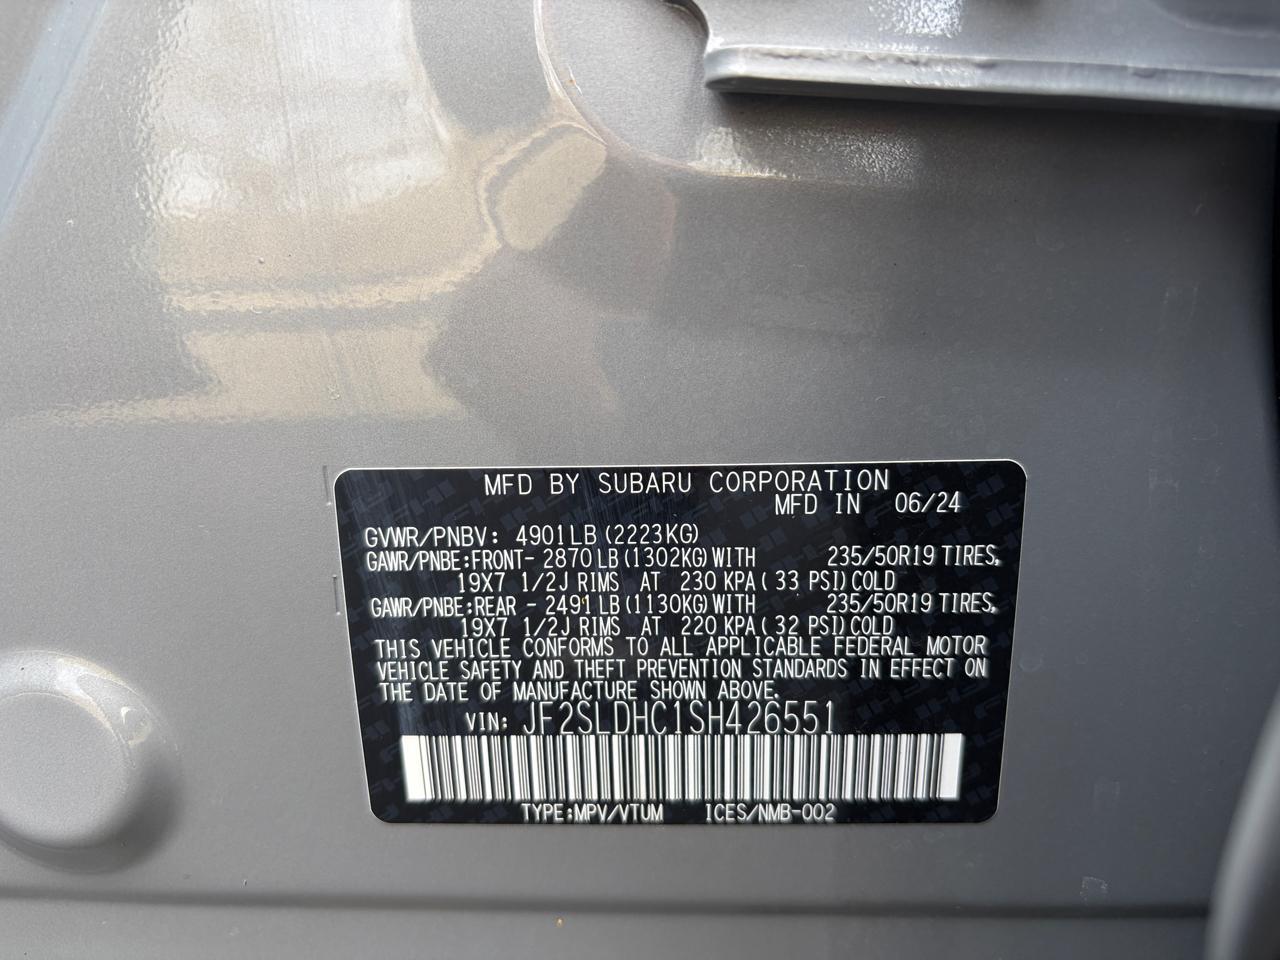 MFD BY SUBARU CORPORATION
MFD IN 06/24
GVWR/PNBV: 4901LB (2223KG)
GAWR/PNBE:FRONT- 2870LB (1302KG) WITH 235/50R19 TIRES,
19X7 1/2J RIMS AT 230 KPA ( 33 PSI) COLD
GAWR/PNBE:REAR - 2491LB (1130KG) WITH 235/50R19 TIRES,
19X7 1/2J RIMS AT 220 KPA (32 PSI) COLD
THIS VEHICLE CONFORMS TO ALL APPLICABLE FEDERAL MOTOR
VEHICLE SAFETY AND THEFT PREVENTION STANDARDS IN EFFECT ON
THE DATE OF MANUFACTURE SHOWN ABOVE.
VIN: JF2SLDHC1SH426551
TYPE:MPV/VTUM ICES/NMB-002